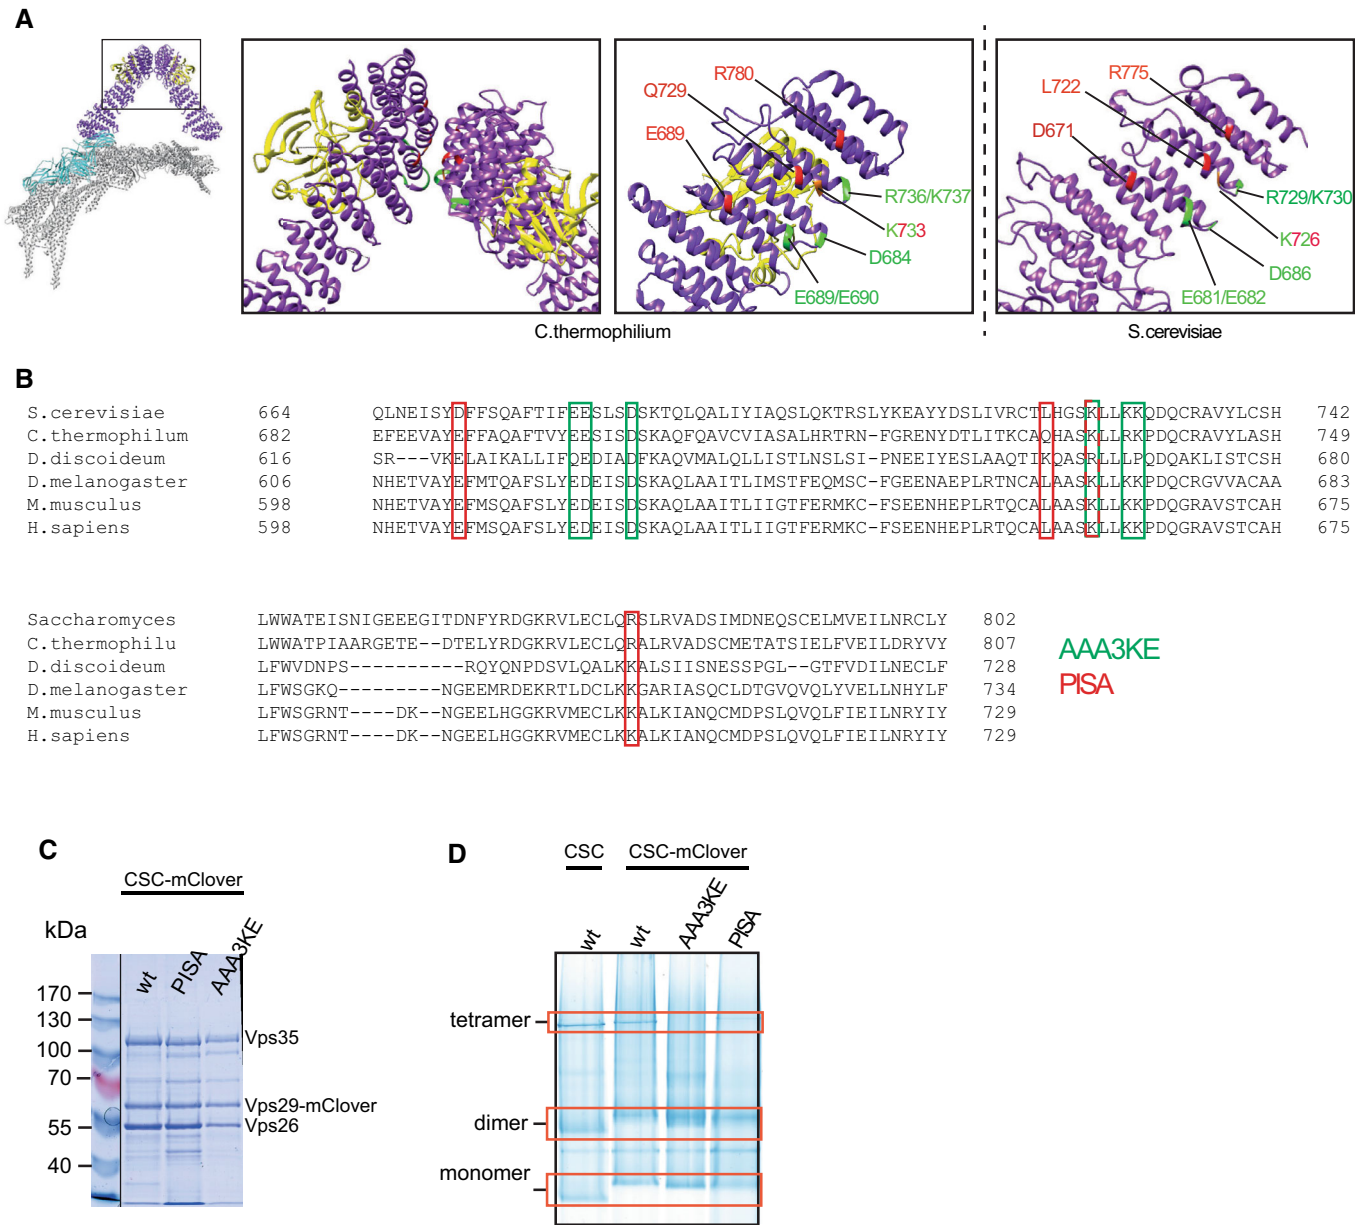 A
R780
Q729
E689
R736/K737
K733
D684
E689/E690
R775
L722
D671
R729/K730
K726
D686
E681/E682
C.thermophilium
S.cerevisiae
B
S.cerevisiae 664 QLNEISYDFFSQAFTIFEESLSDSKTQLQALIYIAQSLQKTRSLYKEAYYDSLIVRCTLHGSKLLKKQDQCRAVYLCSH 742
C.thermophilum 682 EFEEVAYEFFAQAFTVYEESISDSKAQFQAVCVIASALHRTRN-FGRENYDTLITKCAQHASKLLRKPDQCRAVYLASH 749
D.discoideum 616 SR---VKELAIKALLIFQEDIADFKAQVMALQLLISTLNSLSI-PNEEIYESLAAQTIKQASRLLLPQDQAKLISTCSH 680
D.melanogaster 606 NHETVAYEFMTQAFSLYEDEISDSKAQLAAITLIMSTFEQMSC-FGEENAEPLRTNCALAASKLLKKPDQCRGVVACAA 683
M.musculus 598 NHETVAYEFMSQAFSLYEDEISDSKAQLAAITLIIGTFERMKC-FSEENHEPLRTQCALAASKLLKKPDQGRAVSTCAH 675
H.sapiens 598 NHETVAYEFMSQAFSLYEDEISDSKAQLAAITLIIGTFERMKC-FSEENHEPLRTQCALAASKLLKKPDQGRAVSTCAH 675
Saccharomyces LWWATEISNIGEEEGITDNFYRDGKRVLECLQRSLRVADSIMDNEQSCELMVEILNRCLY 802
C.thermophilu LWWATPIAARGETE--DTELYRDGKRVLECLQRALRVADSCMETATSIELFVEILDRYVY 807
D.discoideum LFWVDNPS----------RQYQNPDSVLQALKKALSIISNESSPGL--GTFVDILNECLF 728
D.melanogaster LFWSGKQ---------NGEEMRDEKRTLDCLKKGARIASQCLDTGVQVQLYVELLNHYLF 734
M.musculus LFWSGRNT----DK--NGEELHGGKRVMECLKKALKIANQCMDPSLQVQLFIEILNRYIY 729
H.sapiens LFWSGRNT----DK--NGEELHGGKRVMECLKKALKIANQCMDPSLQVQLFIEILNRYIY 729
AAA3KE
PISA
C
CSC-mClover
kDa
wt
PISA
AAA3KE
170
130
100
70
55
40
Vps35
Vps29-mClover
Vps26
D
CSC
CSC-mClover
wt
wt
AAA3KE
PISA
tetramer
dimer
monomer